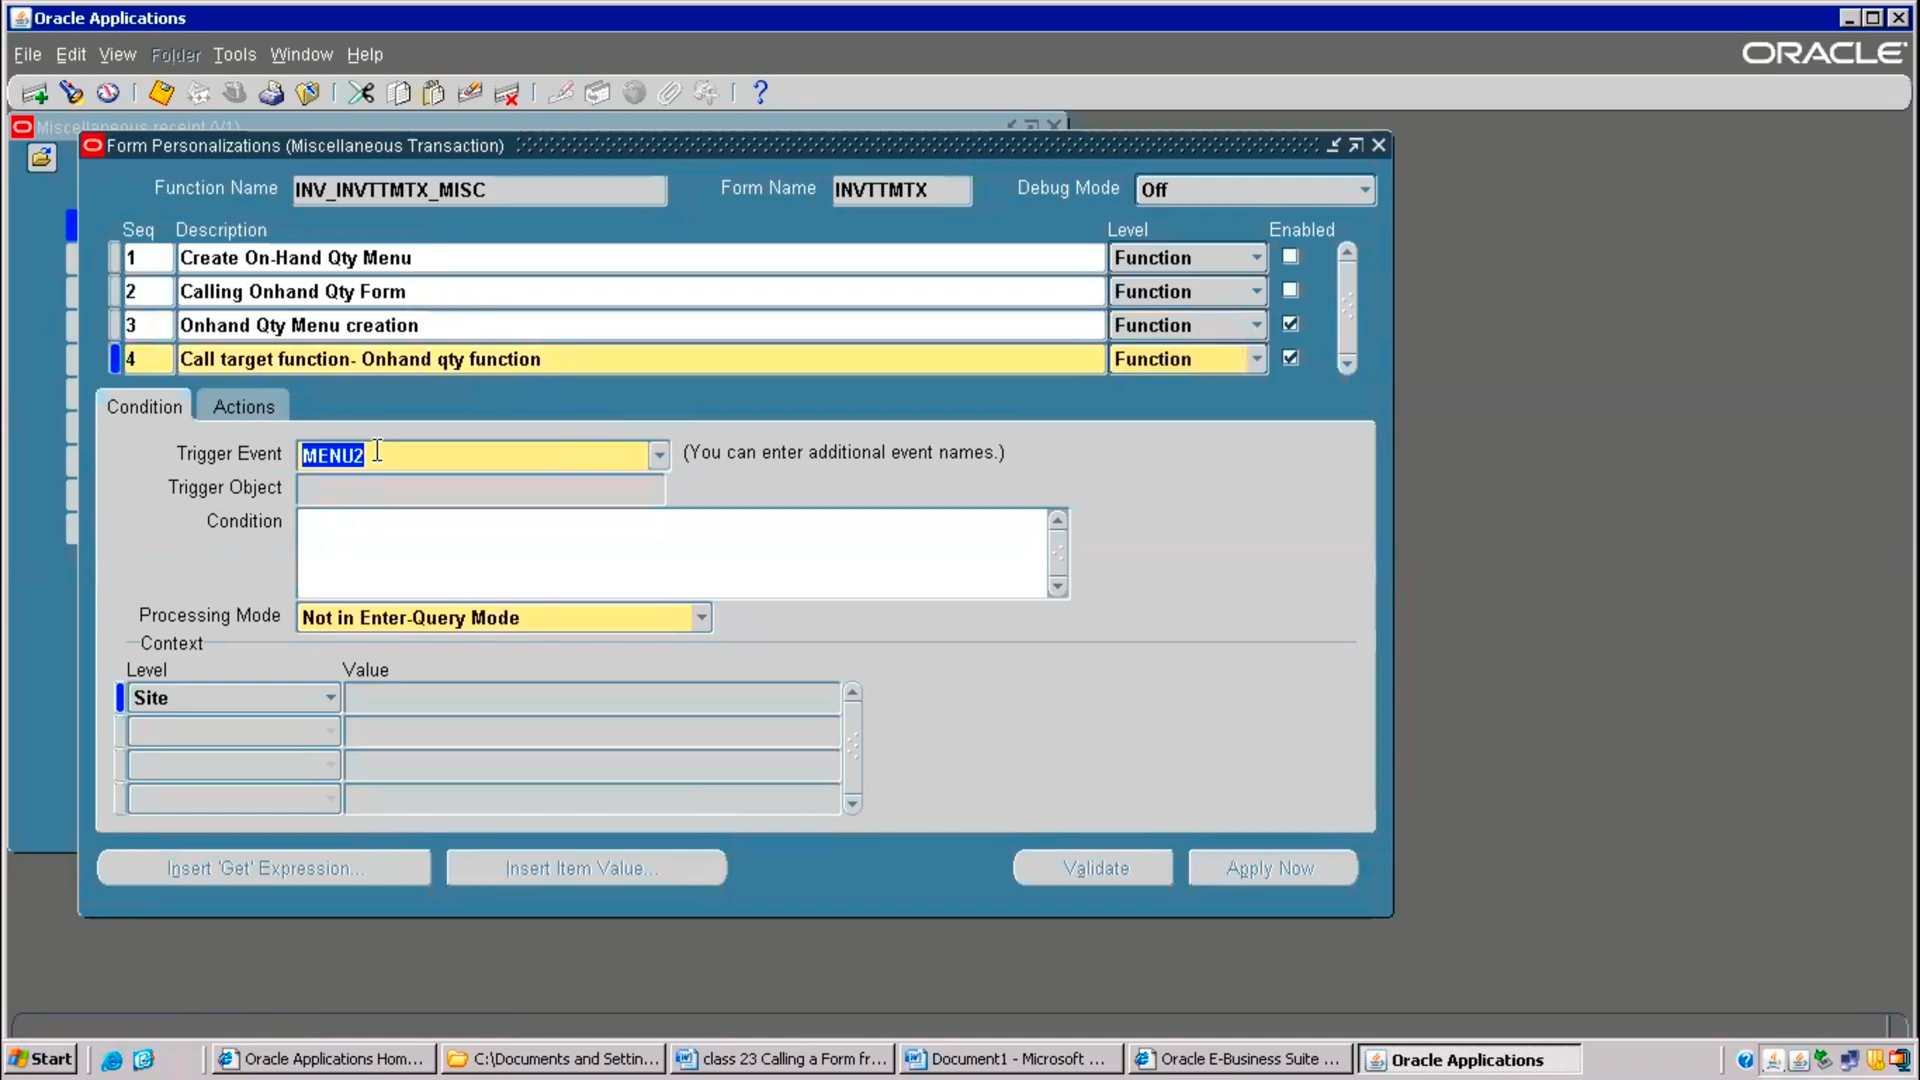 Oracle Applications
File Edit View Folder Tools Window Help
ORACLE
Miscellaneous receipt (V1)
Form Personalizations (Miscellaneous Transaction)
Function Name INV_INVTTMTX_MISC Form Name INVTTMTX Debug Mode Off
Seq Description Level Enabled
1 Create On-Hand Qty Menu Function
2 Calling Onhand Qty Form Function
3 Onhand Qty Menu creation Function
4 Call target function- Onhand qty function Function
Condition Actions
Trigger Event MENU2 (You can enter additional event names.)
Trigger Object
Condition
Processing Mode Not in Enter-Query Mode
Context
Level Value
Site
Insert 'Get' Expression... Insert Item Value... Validate Apply Now
Start Oracle Applications Hom... C:\Documents and Settin... class 23 Calling a Form fr... Document1 - Microsoft ... Oracle E-Business Suite ... Oracle Applications